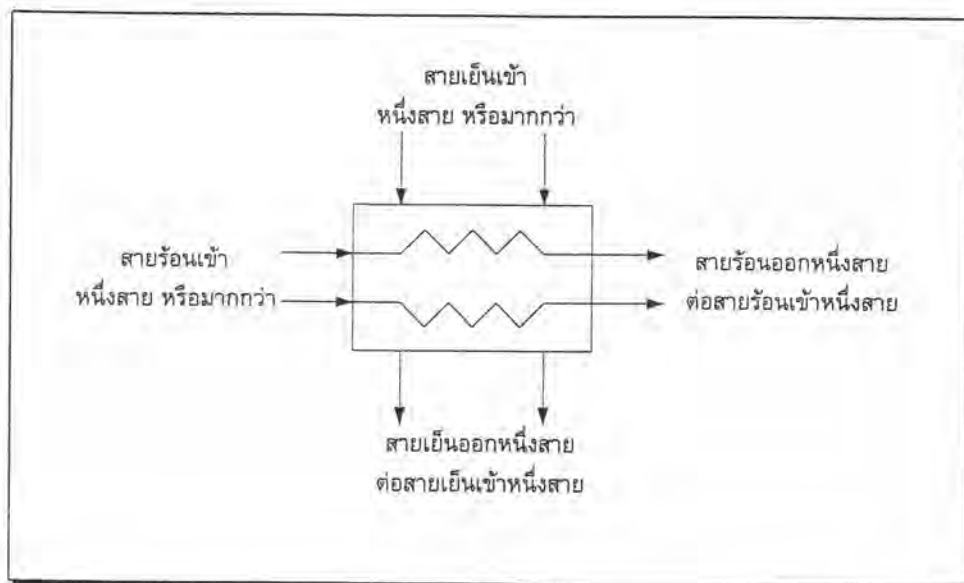 สายเย็นเข้า
หนึ่งสาย หรือมากกว่า
สายร้อนเข้า
หนึ่งสาย หรือมากกว่า
สายร้อนออกหนึ่งสาย
ต่อสายร้อนเข้าหนึ่งสาย
สายเย็นออกหนึ่งสาย
ต่อสายเย็นเข้าหนึ่งสาย